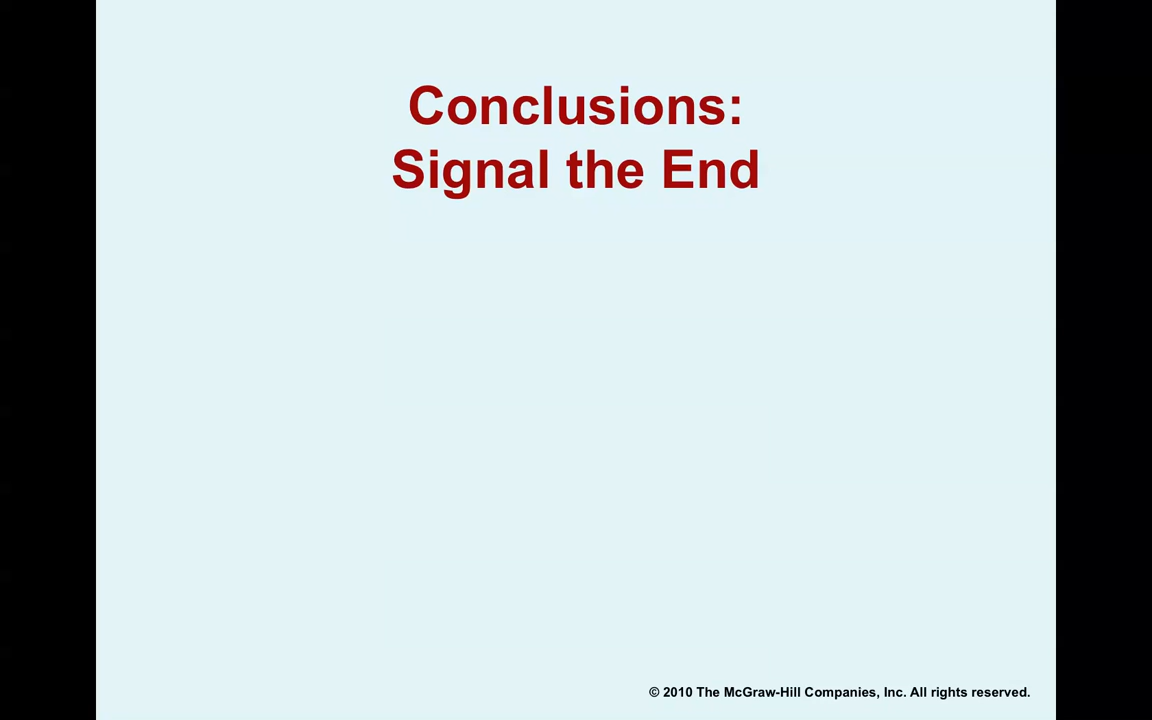 Conclusions:
Signal the End
© 2010 The McGraw-Hill Companies, Inc. All rights reserved.